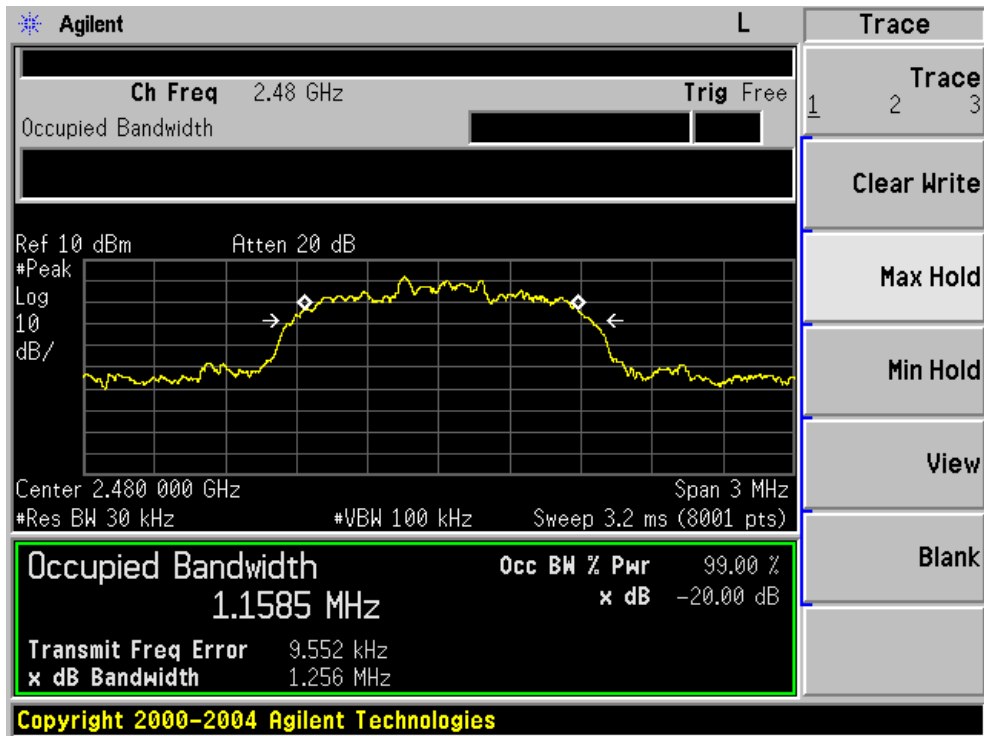 Agilent L Trace
Ch Freq 2.48 GHz Trig Free
Occupied Bandwidth
Trace
1 2 3
Clear Write
Max Hold
Min Hold
View
Blank
Ref 10 dBm Atten 20 dB
#Peak
Log
10
dB/
Center 2.480 000 GHz Span 3 MHz
#Res BW 30 kHz #VBW 100 kHz Sweep 3.2 ms (8001 pts)
Occupied Bandwidth Occ BW % Pwr 99.00 %
1.1585 MHz x dB -20.00 dB
Transmit Freq Error 9.552 kHz
x dB Bandwidth 1.256 MHz
Copyright 2000-2004 Agilent Technologies